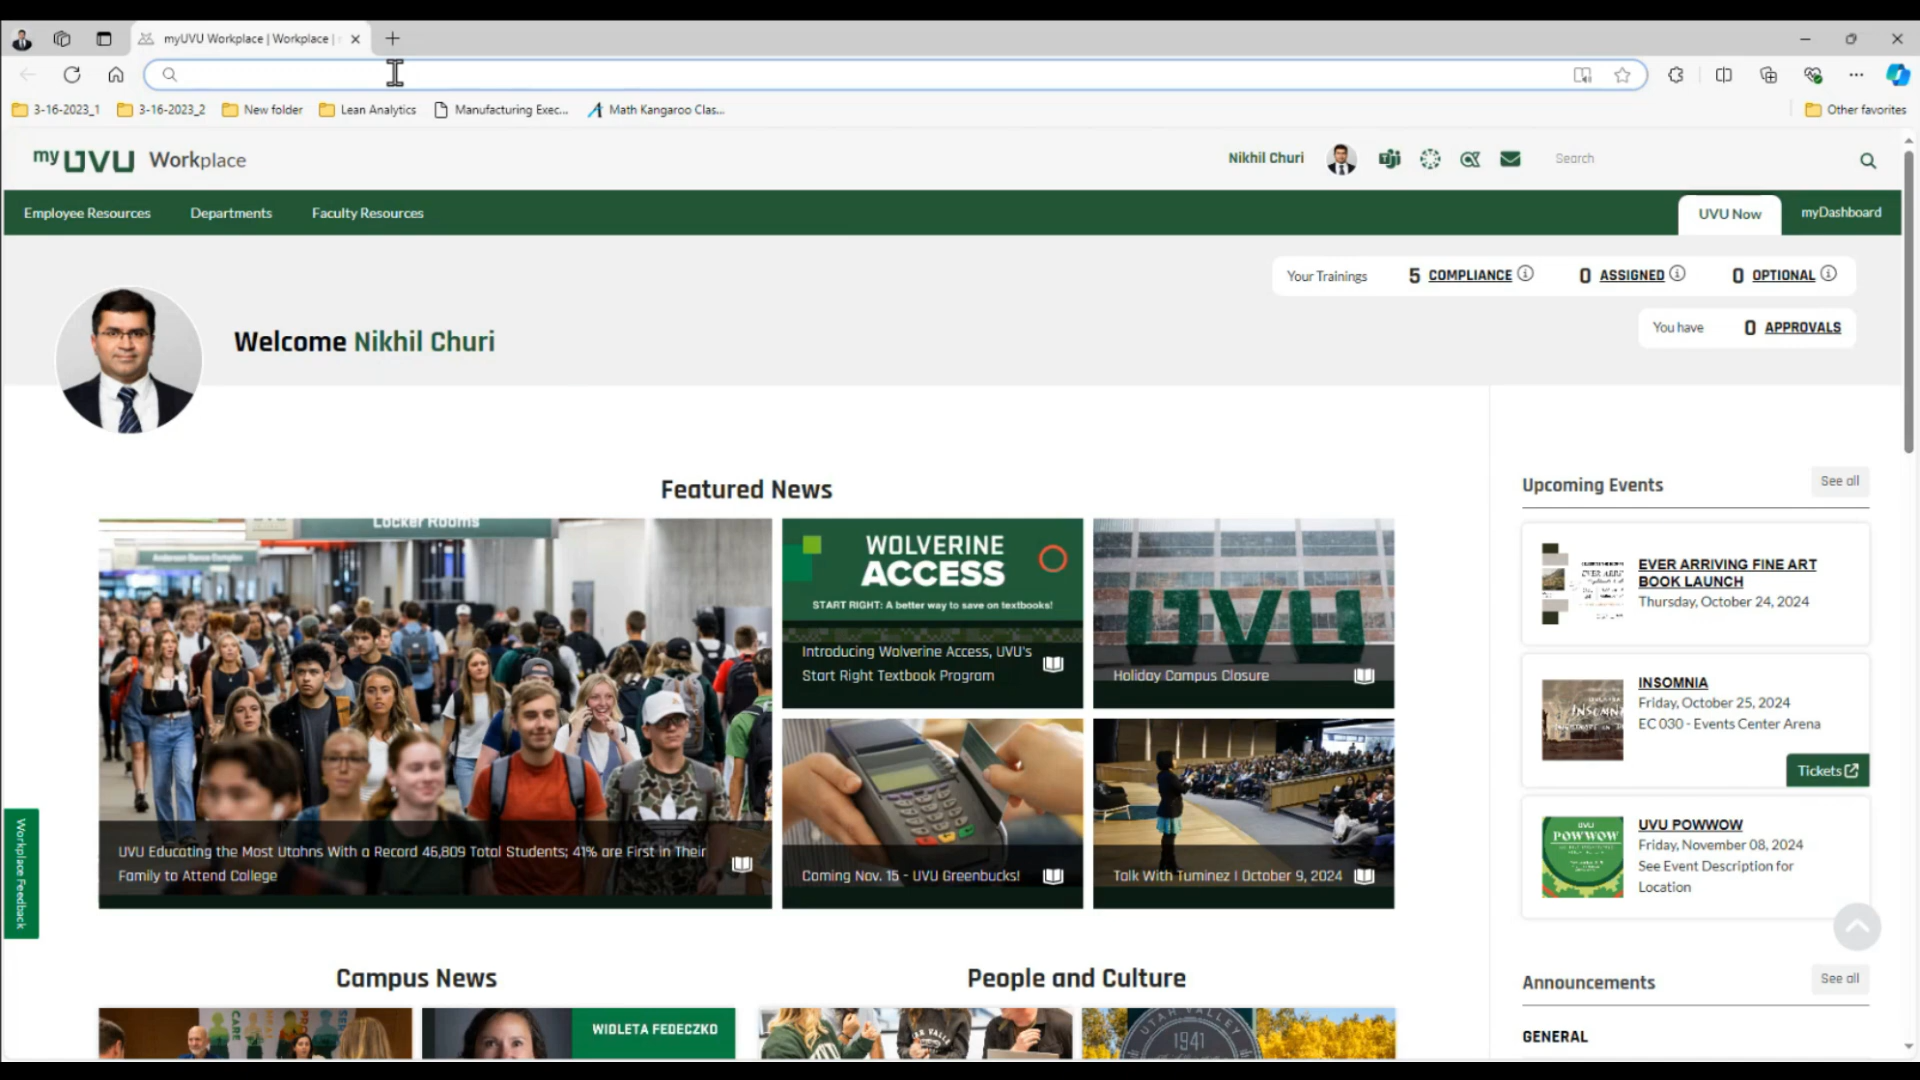 myUVU Workplace | Workplace |
3-16-2023_1
3-16-2023_2
New folder
Lean Analytics
Manufacturing Exec...
Math Kangaroo Clas...
Other favorites
my UVU Workplace
Nikhil Churi
Search
Employee Resources
Departments
Faculty Resources
UVU Now
myDashboard
Your Trainings 5 COMPLIANCE 0 ASSIGNED 0 OPTIONAL
You have 0 APPROVALS
Welcome Nikhil Churi
Featured News
Locker Rooms
WOLVERINE
ACCESS
START RIGHT: A better way to save on textbooks!
Introducing Wolverine Access, UVU's
Start Right Textbook Program
UVU
Holiday Campus Closure
UVU Educating the Most Utahns With a Record 46,809 Total Students; 41% are First in Their
Family to Attend College
Coming Nov. 15 - UVU Greenbucks!
Talk With Tuminez | October 9, 2024
Upcoming Events
See all
EVER ARRIVING FINE ART
BOOK LAUNCH
Thursday, October 24, 2024
INSOMNIA
Friday, October 25, 2024
EC 030 - Events Center Arena
Tickets
UVU
POWWOW
UVU POWWOW
Friday, November 08, 2024
See Event Description for
Location
Workplace Feedback
Campus News
CARE
WIOLETA FEDECZKO
People and Culture
UTAH VALLEY
1941
Announcements
See all
GENERAL